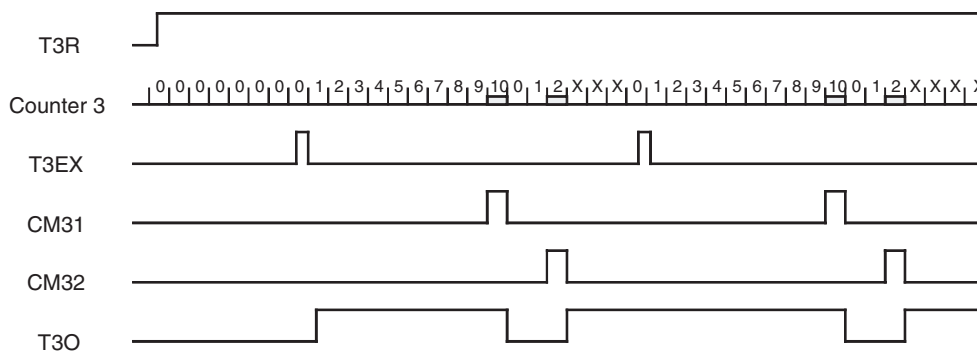 T3R
Counter 3 0 0 0 0 0 0 0 0 1 2 3 4 5 6 7 8 9 10 0 1 2 X X X 0 1 2 3 4 5 6 7 8 9 10 0 1 2 X X X X
T3EX
CM31
CM32
T3O